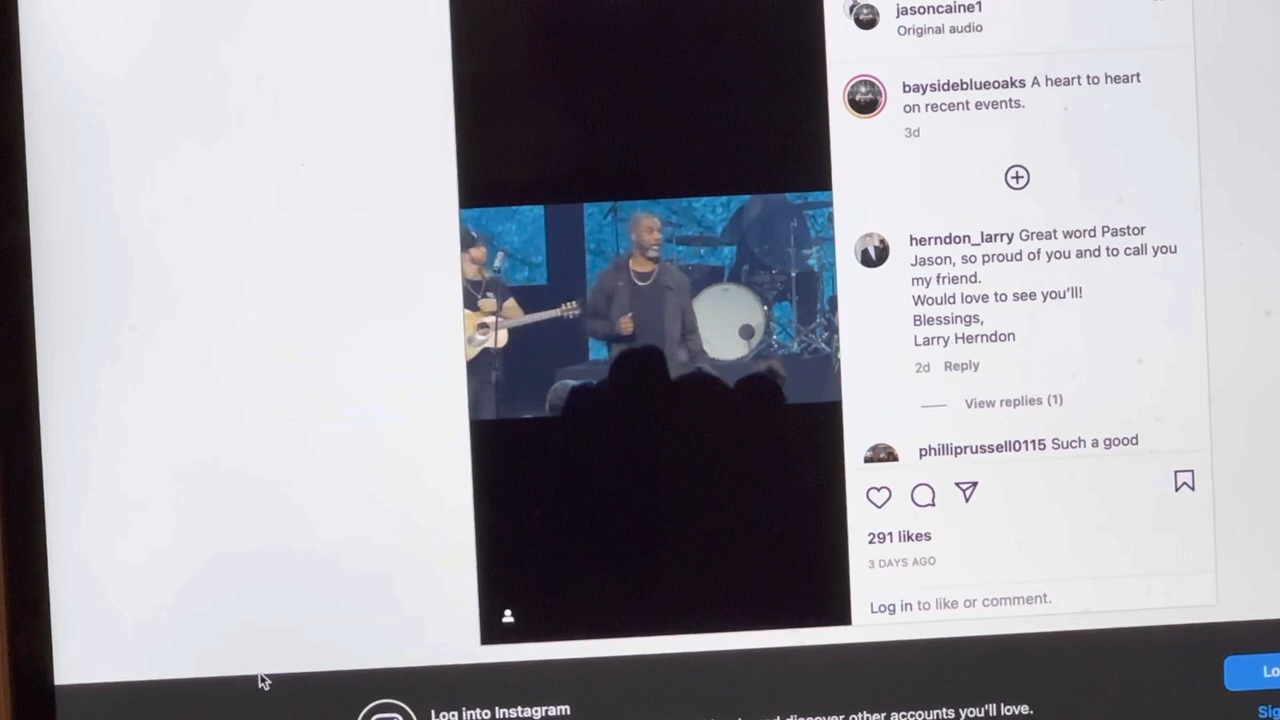 jasoncaine1
Original audio
baysideblueoaks A heart to heart
on recent events.
3d
herndon_larry Great word Pastor
Jason, so proud of you and to call you
my friend.
Would love to see you'll!
Blessings,
Larry Herndon
2d Reply
View replies (1)
philliprussell0115 Such a good
291 likes
3 DAYS AGO
Log in to like or comment.
Log into Instagram
discover other accounts you'll love.